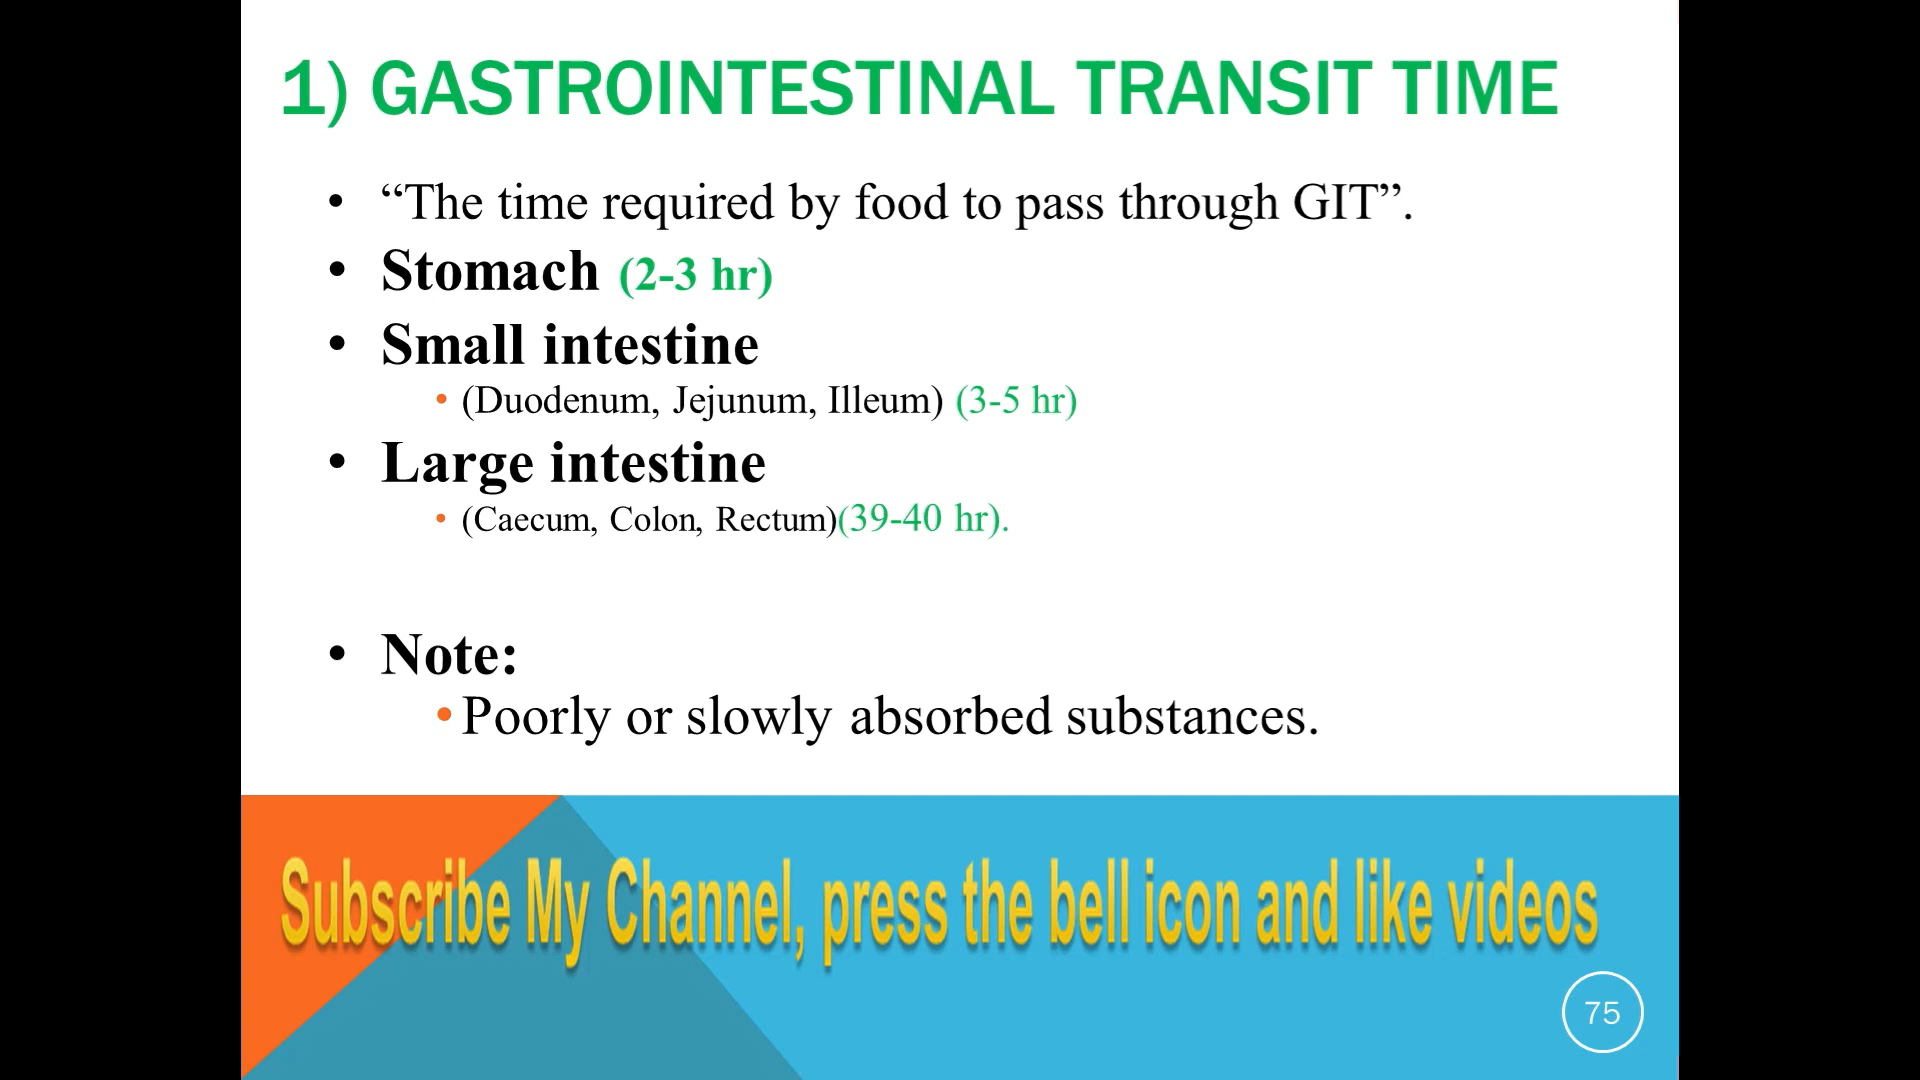 1) GASTROINTESTINAL TRANSIT TIME
• “The time required by food to pass through GIT”.
• Stomach (2-3 hr)
• Small intestine
• (Duodenum, Jejunum, Illeum) (3-5 hr)
• Large intestine
• (Caecum, Colon, Rectum)(39-40 hr).
• Note:
• Poorly or slowly absorbed substances.
Subscribe My Channel, press the bell icon and like videos
75